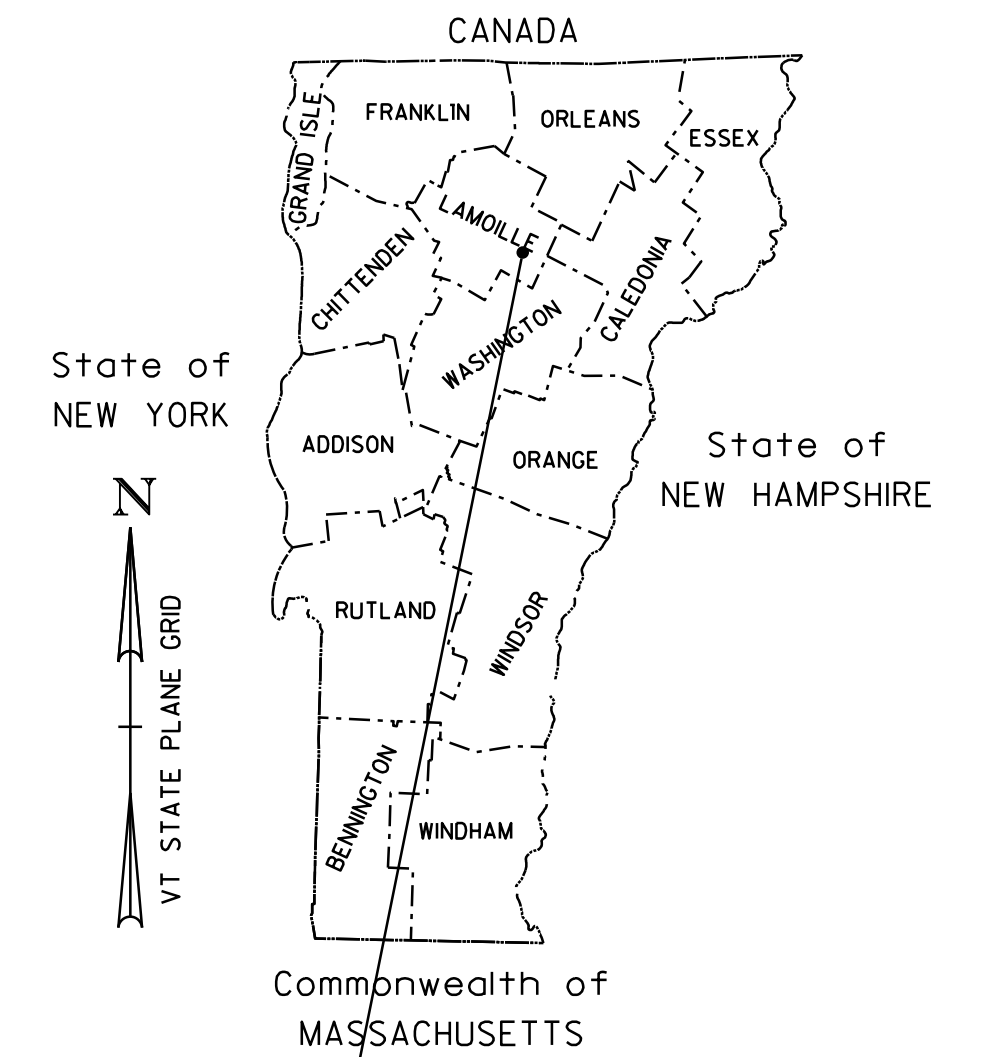 CANADA
FRANKLIN
ORLEANS
ESSEX
GRAND ISLE
LAMOILLE
CHITTENDEN
CALEDONIA
WASHINGTON
State of
NEW YORK
ADDISON
ORANGE
State of
NEW HAMPSHIRE
N
VT STATE PLANE GRID
RUTLAND
WINDSOR
BENNINGTON
WINDHAM
Commonwealth of
MASSACHUSETTS